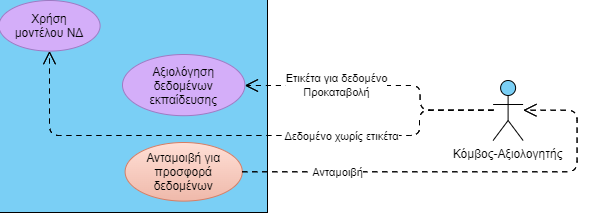 Χρήση
μοντέλου ΝΔ
Αξιολόγηση
δεδομένων
εκπαίδευσης
Ετικέτα για δεδομένο
Προκαταβολή
Δεδομένο χωρίς ετικέτα
Κόμβος-Αξιολογητής
Ανταμοιβή για
προσφορά
δεδομένων
Ανταμοιβή